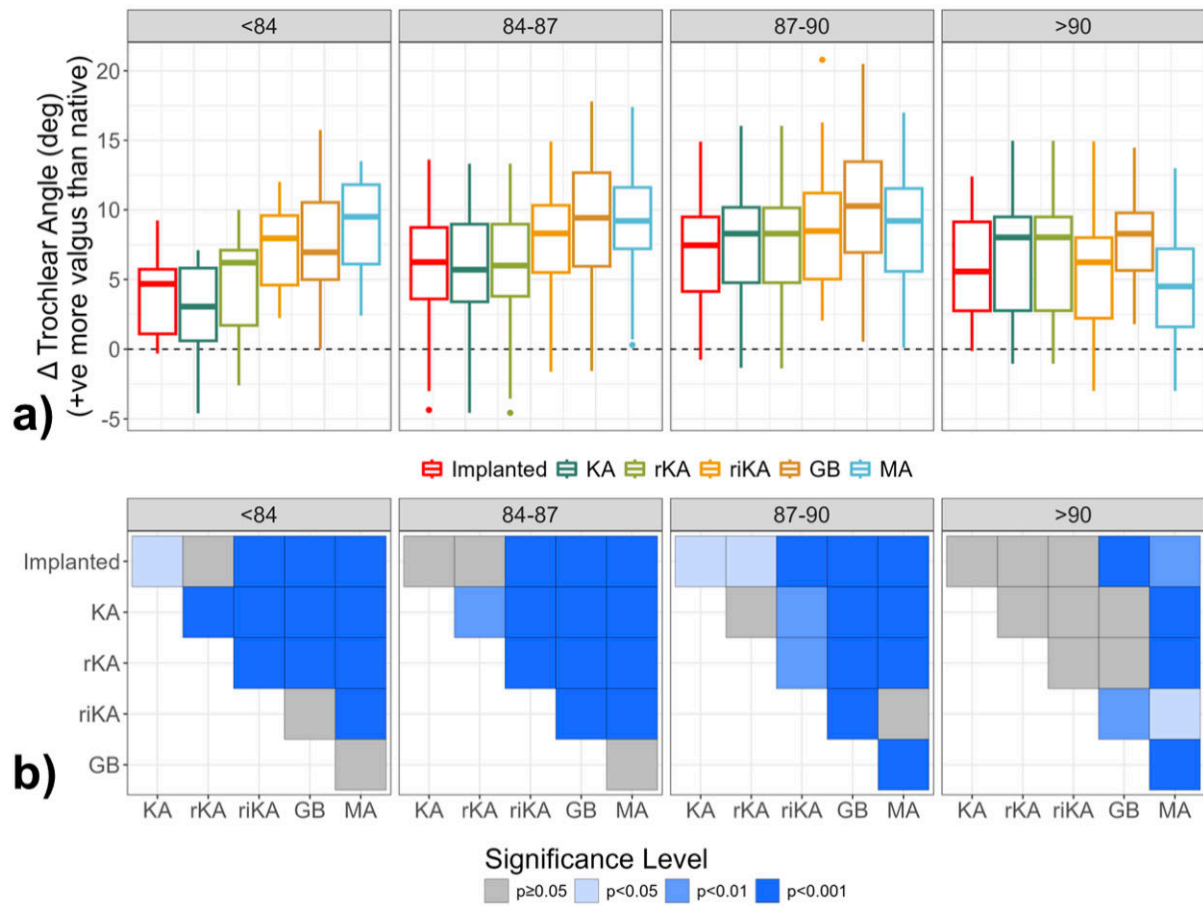 <84 84-87 87-90 >90
Δ Trochlear Angle (deg)
(+ve more valgus than native)
20
15
10
5
0
-5
a)
Implanted KA rKA riKA GB MA
<84 84-87 87-90 >90
Implanted
KA
rKA
riKA
GB
b)
KA rKA riKA GB MA KA rKA riKA GB MA KA rKA riKA GB MA KA rKA riKA GB MA
Significance Level
p≥0.05 p<0.05 p<0.01 p<0.001